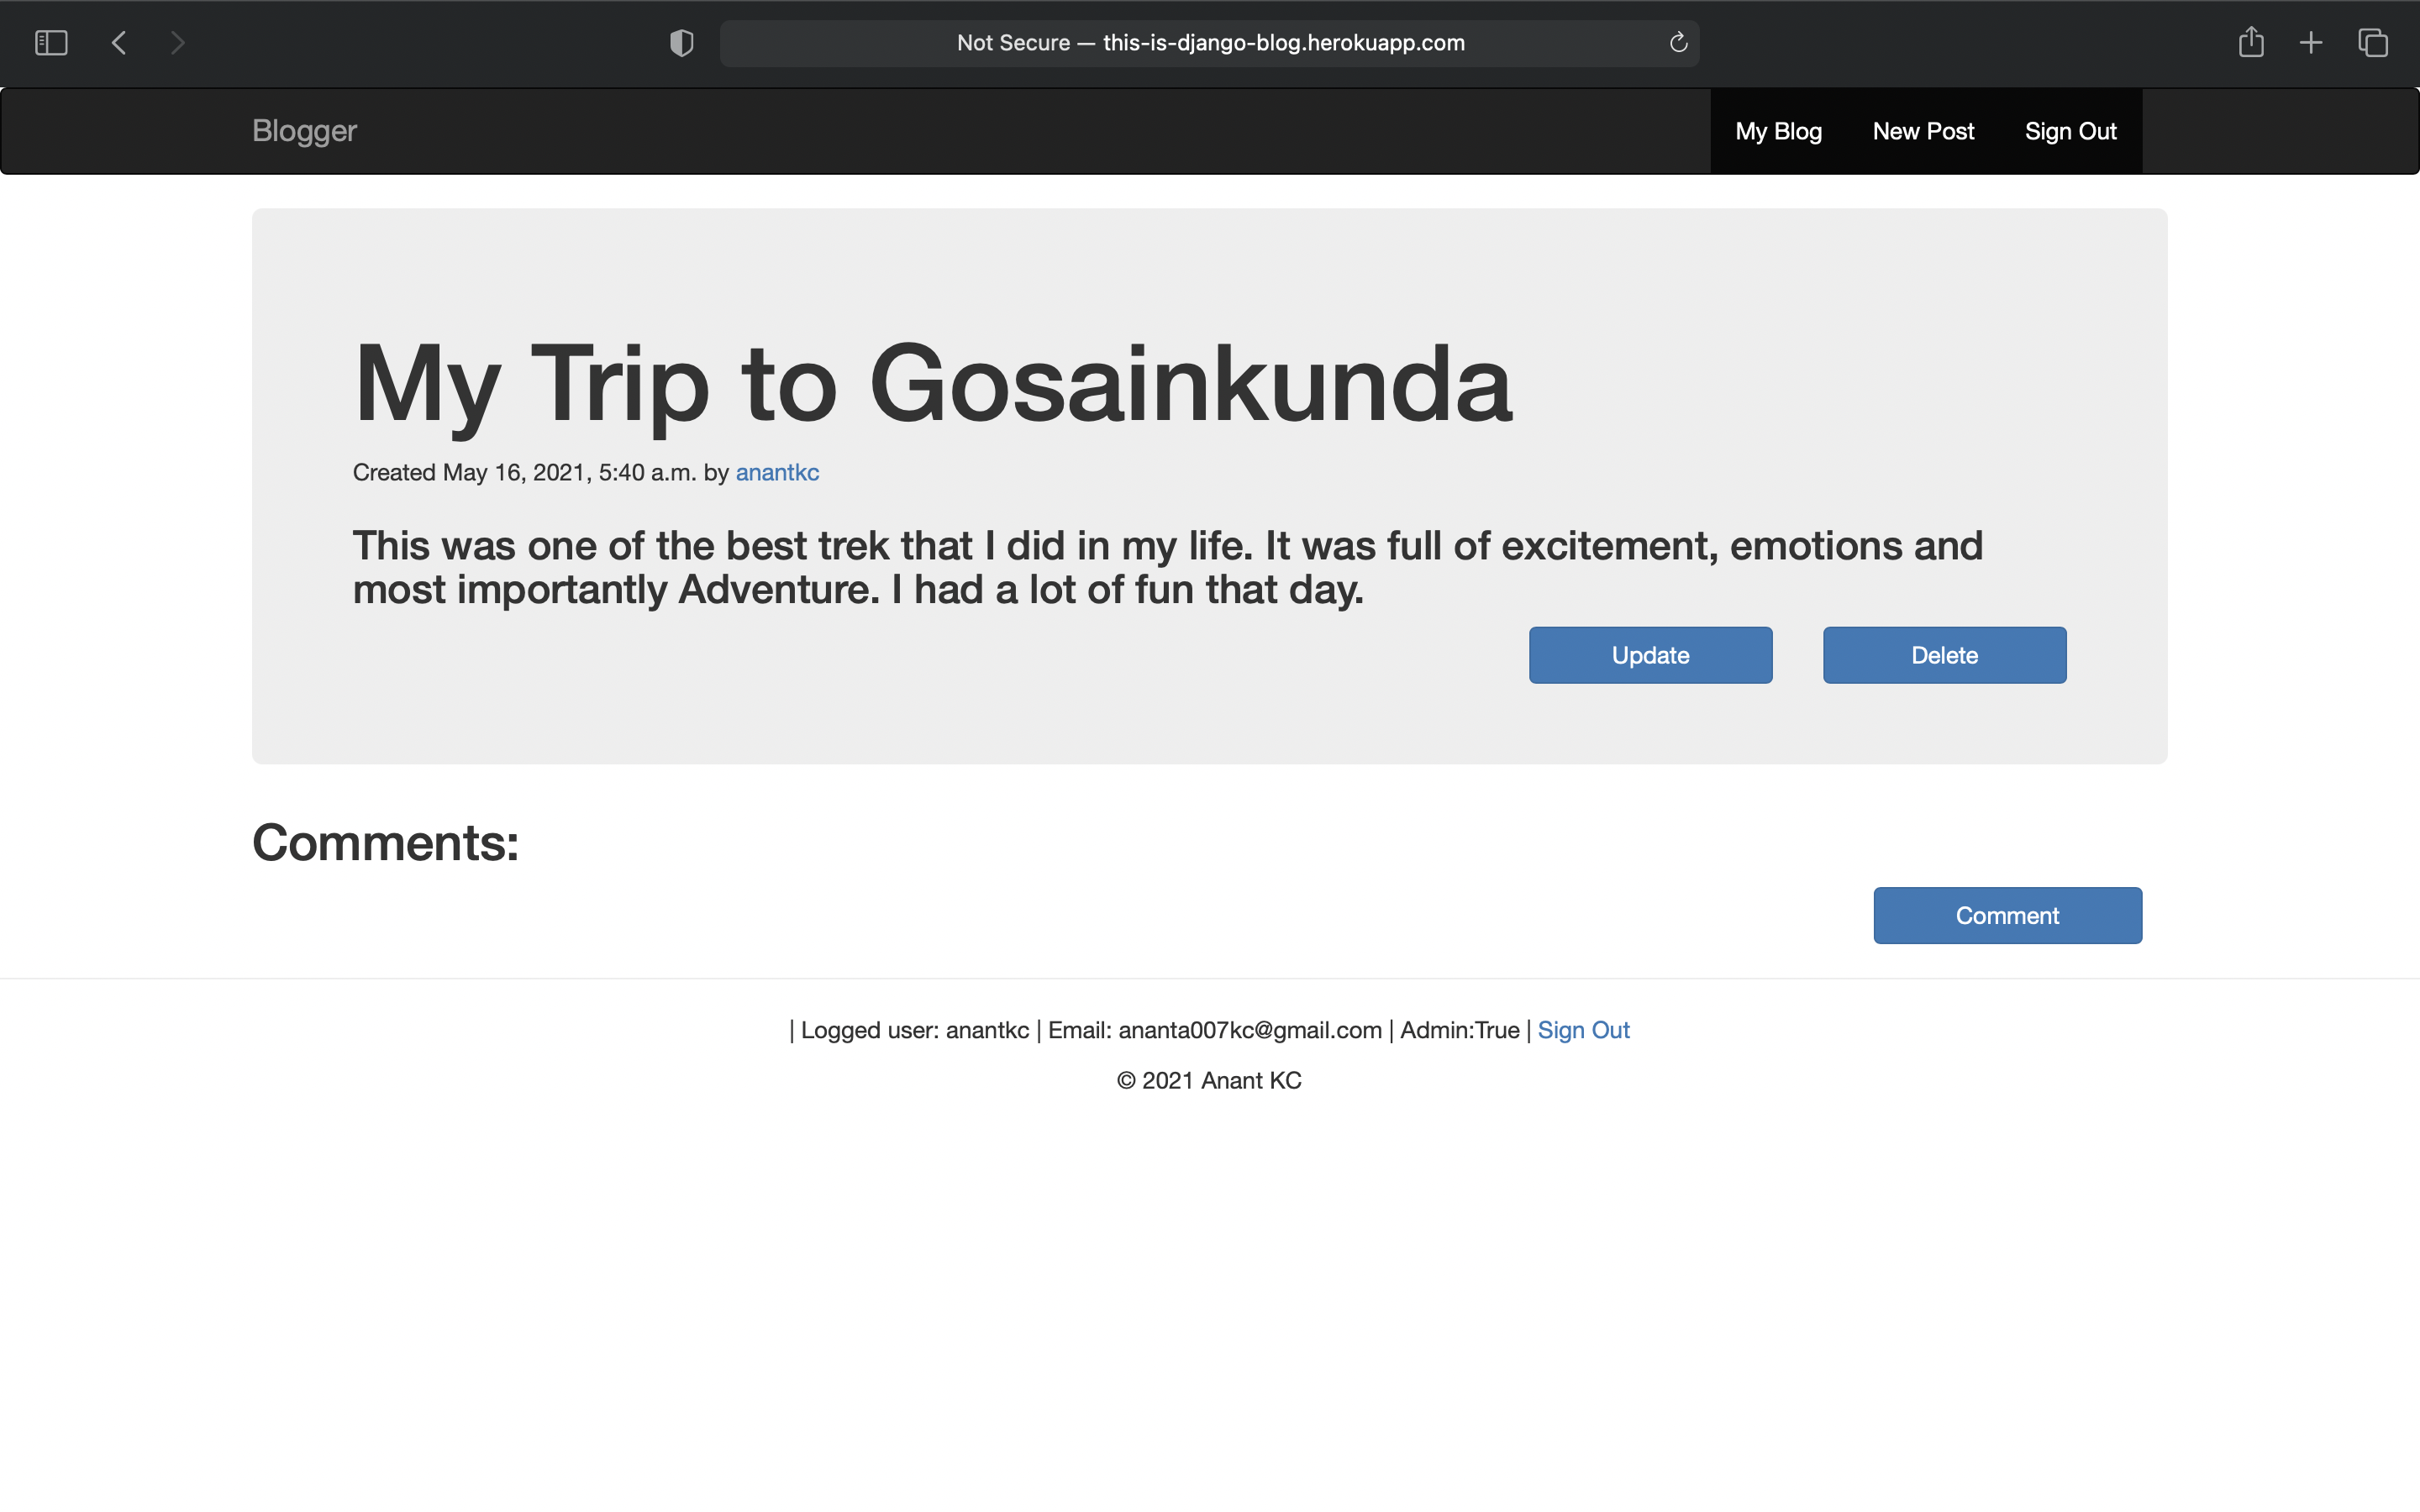 Not Secure — this-is-django-blog.herokuapp.com
Blogger
My Blog
New Post
Sign Out
My Trip to Gosainkunda
Created May 16, 2021, 5:40 a.m. by anantkc
This was one of the best trek that I did in my life. It was full of excitement, emotions and
most importantly Adventure. I had a lot of fun that day.
Update
Delete
Comments:
Comment
| Logged user: anantkc | Email: ananta007kc@gmail.com | Admin:True | Sign Out
© 2021 Anant KC